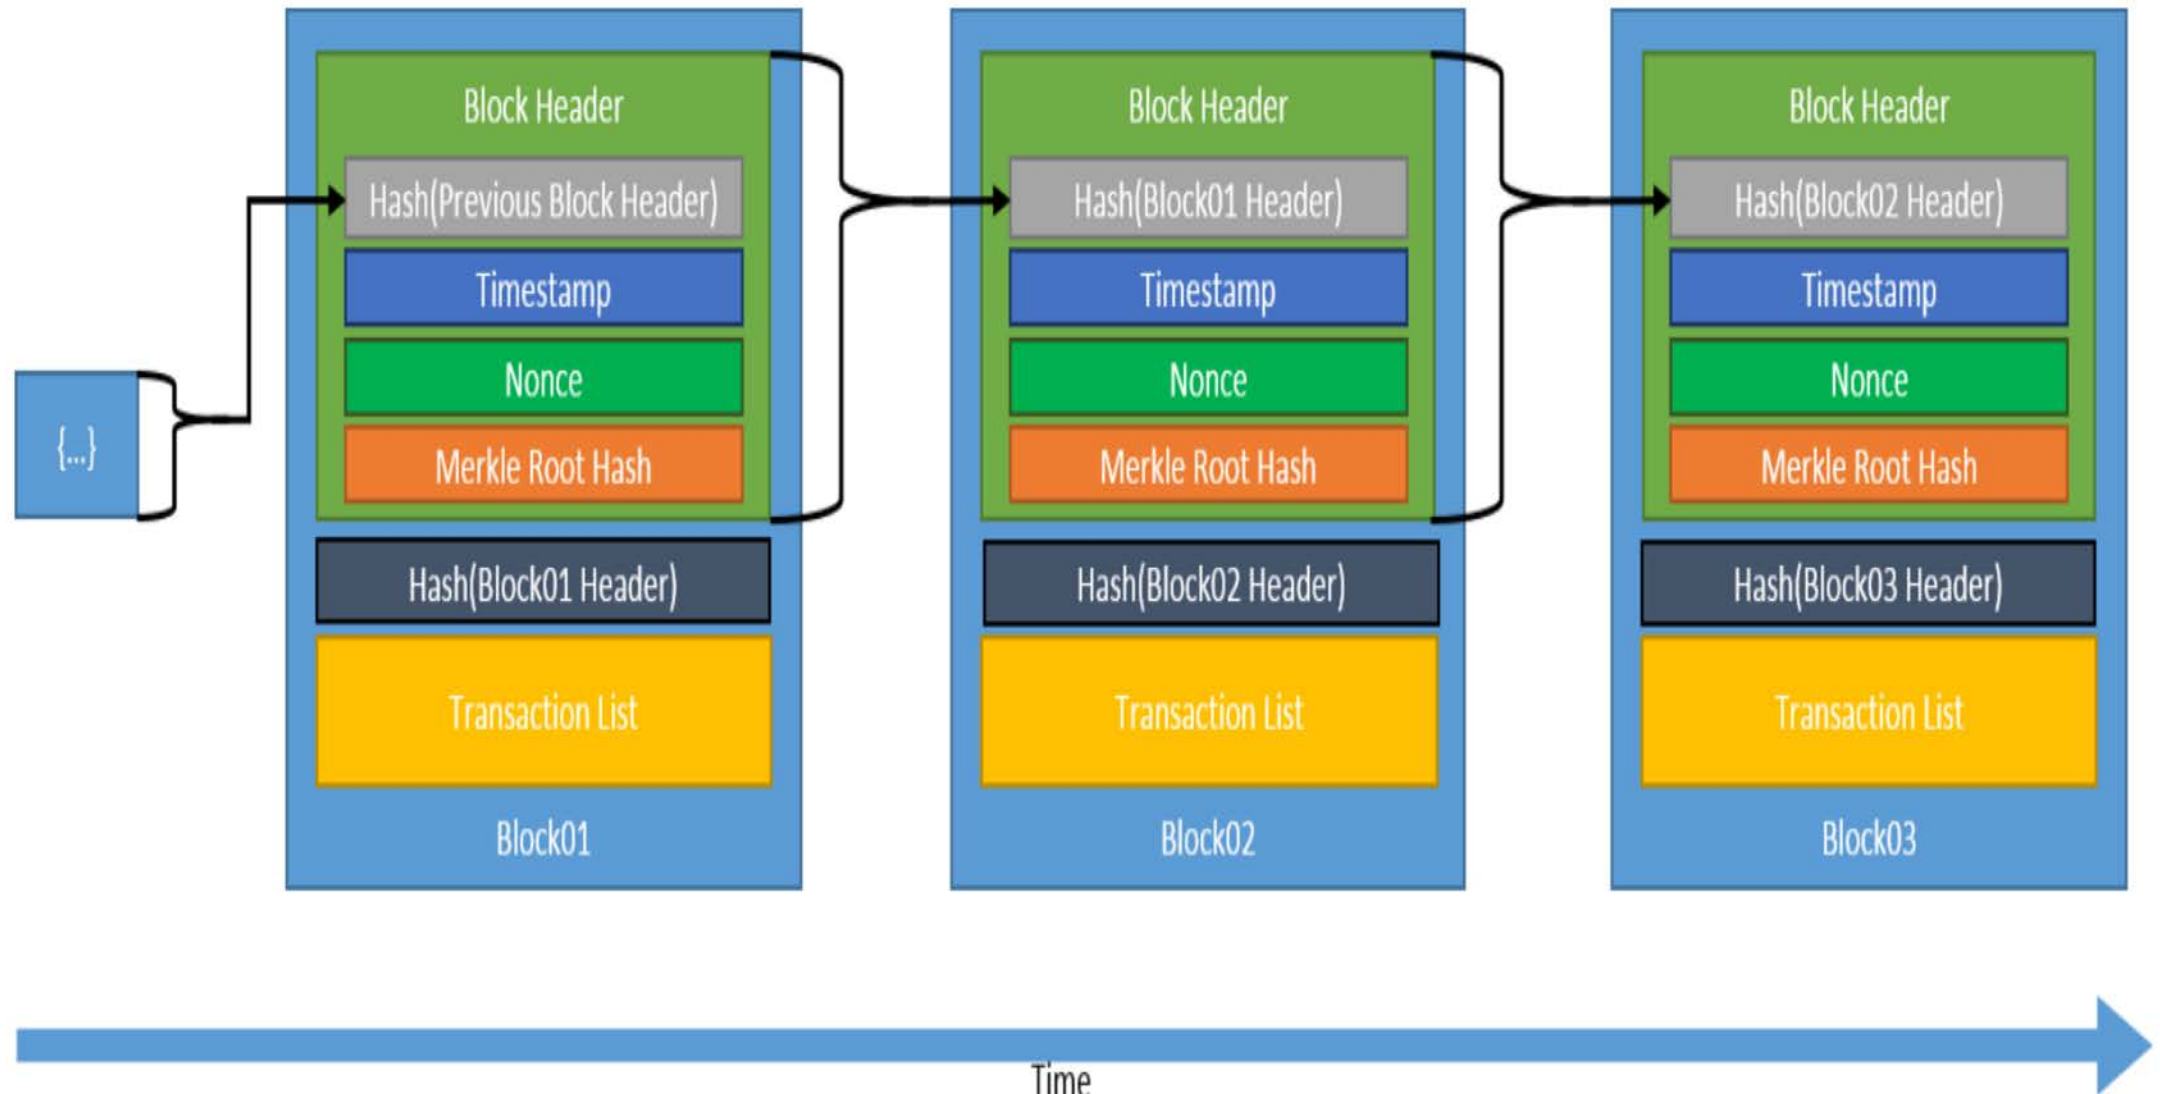 {...}
Block Header
Hash(Previous Block Header)
Timestamp
Nonce
Merkle Root Hash
Hash(Block01 Header)
Transaction List
Block01
Block Header
Hash(Block01 Header)
Timestamp
Nonce
Merkle Root Hash
Hash(Block02 Header)
Transaction List
Block02
Block Header
Hash(Block02 Header)
Timestamp
Nonce
Merkle Root Hash
Hash(Block03 Header)
Transaction List
Block03
Time